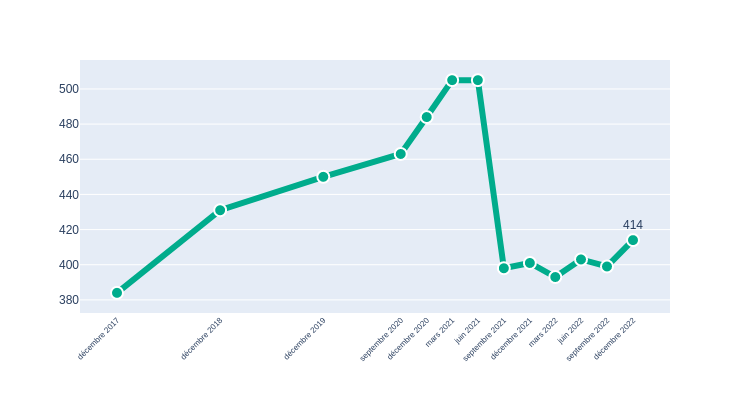 500
480
460
440
420
400
380
414
décembre 2017
décembre 2018
décembre 2019
septembre 2020
décembre 2020
mars 2021
juin 2021
septembre 2021
décembre 2021
mars 2022
juin 2022
septembre 2022
décembre 2022